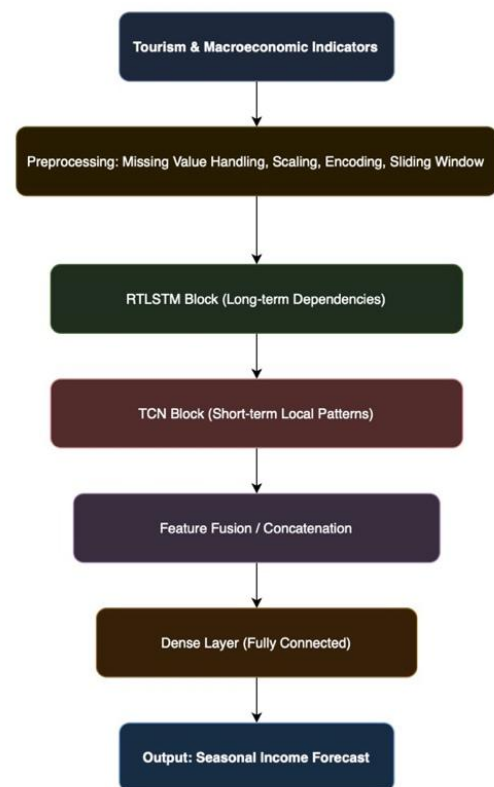 Tourism & Macroeconomic Indicators
Preprocessing: Missing Value Handling, Scaling, Encoding, Sliding Window
RTLSTM Block (Long-term Dependencies)
TCN Block (Short-term Local Patterns)
Feature Fusion / Concatenation
Dense Layer (Fully Connected)
Output: Seasonal Income Forecast